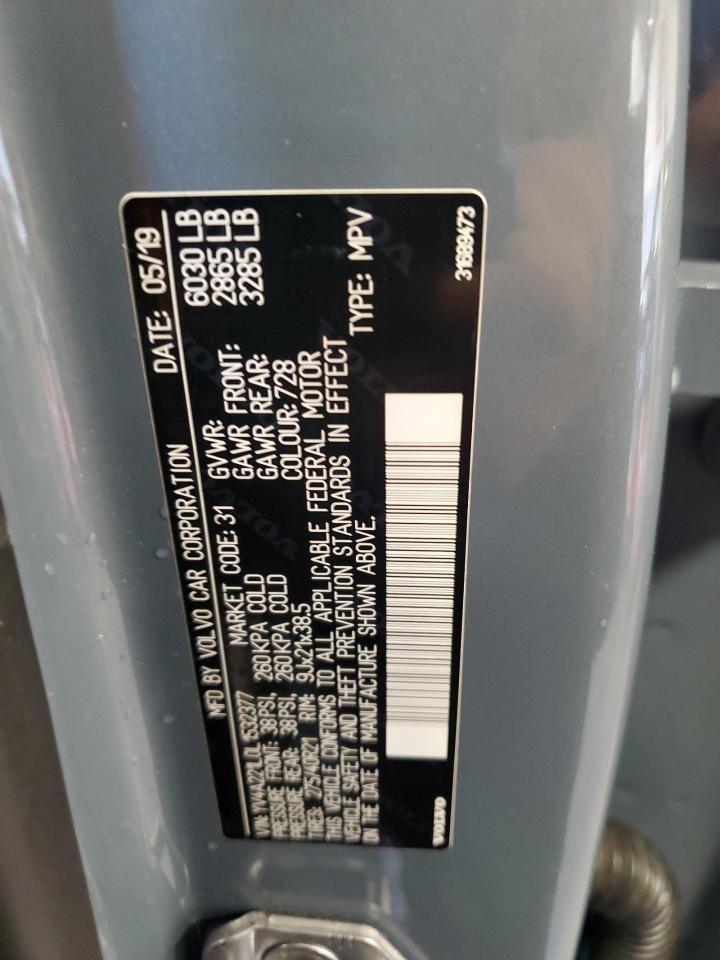 MFD BY VOLVO CAR CORPORATION DATE: 05/19
VIN: YV4A221L0L1532377 MARKET CODE: 31 GVWR: 6030 LB
PRESSURE FRONT: 38PSI, 260KPA COLD GAWR FRONT: 2865 LB
PRESSURE REAR: 38PSI, 260KPA COLD GAWR REAR: 3285 LB
TIRES: 275/40R21 RIM: 9Jx21x38.5 COLOUR: 728
THIS VEHICLE CONFORMS TO ALL APPLICABLE FEDERAL MOTOR
VEHICLE SAFETY AND THEFT PREVENTION STANDARDS IN EFFECT
ON THE DATE OF MANUFACTURE SHOWN ABOVE. TYPE: MPV
VOLVO 31689473